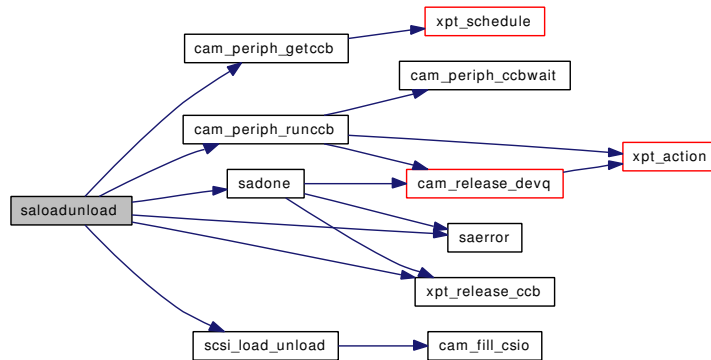 xpt_schedule
cam_periph_getccb
cam_periph_ccbwait
cam_periph_runccb
xpt_action
sadone
cam_release_devq
saloadunload
saerror
xpt_release_ccb
scsi_load_unload
cam_fill_csio